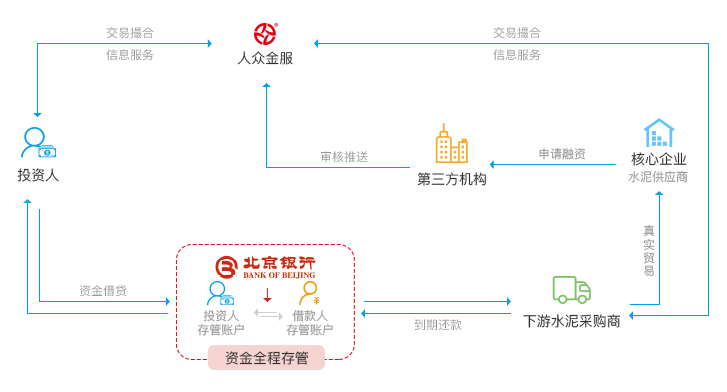 交易撮合
信息服务
人众金服
交易撮合
信息服务
投资人
审核推送
第三方机构
申请融资
核心企业
水泥供应商
真实贸易
资金借贷
北京银行
BANK OF BEIJING
投资人
存管账户
借款人
存管账户
资金全程存管
到期还款
下游水泥采购商